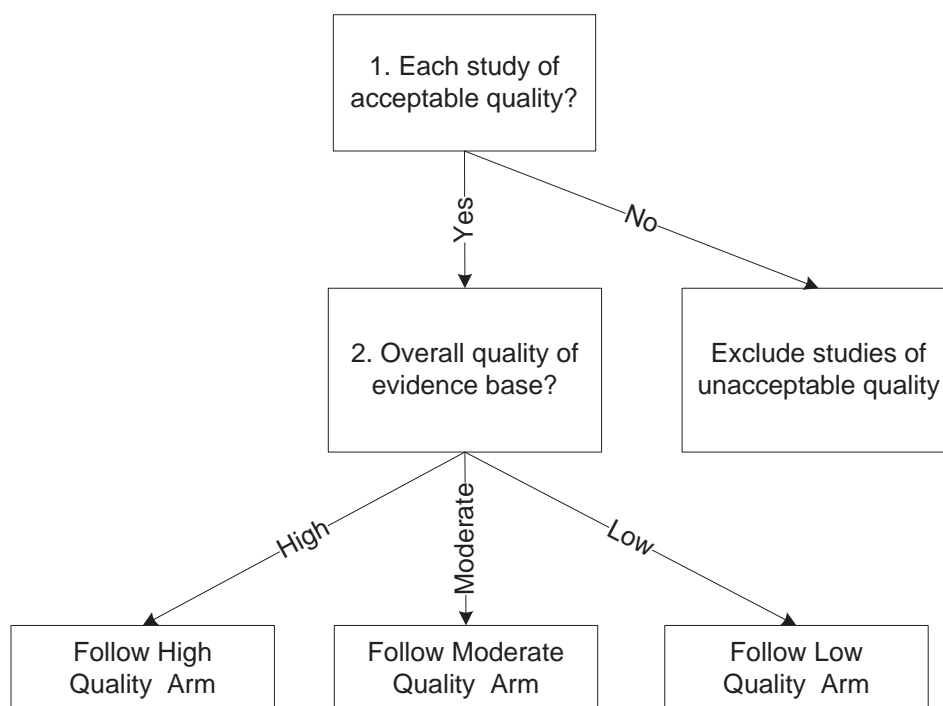 1. Each study of
acceptable quality?
Yes
No
2. Overall quality of
evidence base?
Exclude studies of
unacceptable quality
High
Moderate
Low
Follow High
Quality Arm
Follow Moderate
Quality Arm
Follow Low
Quality Arm